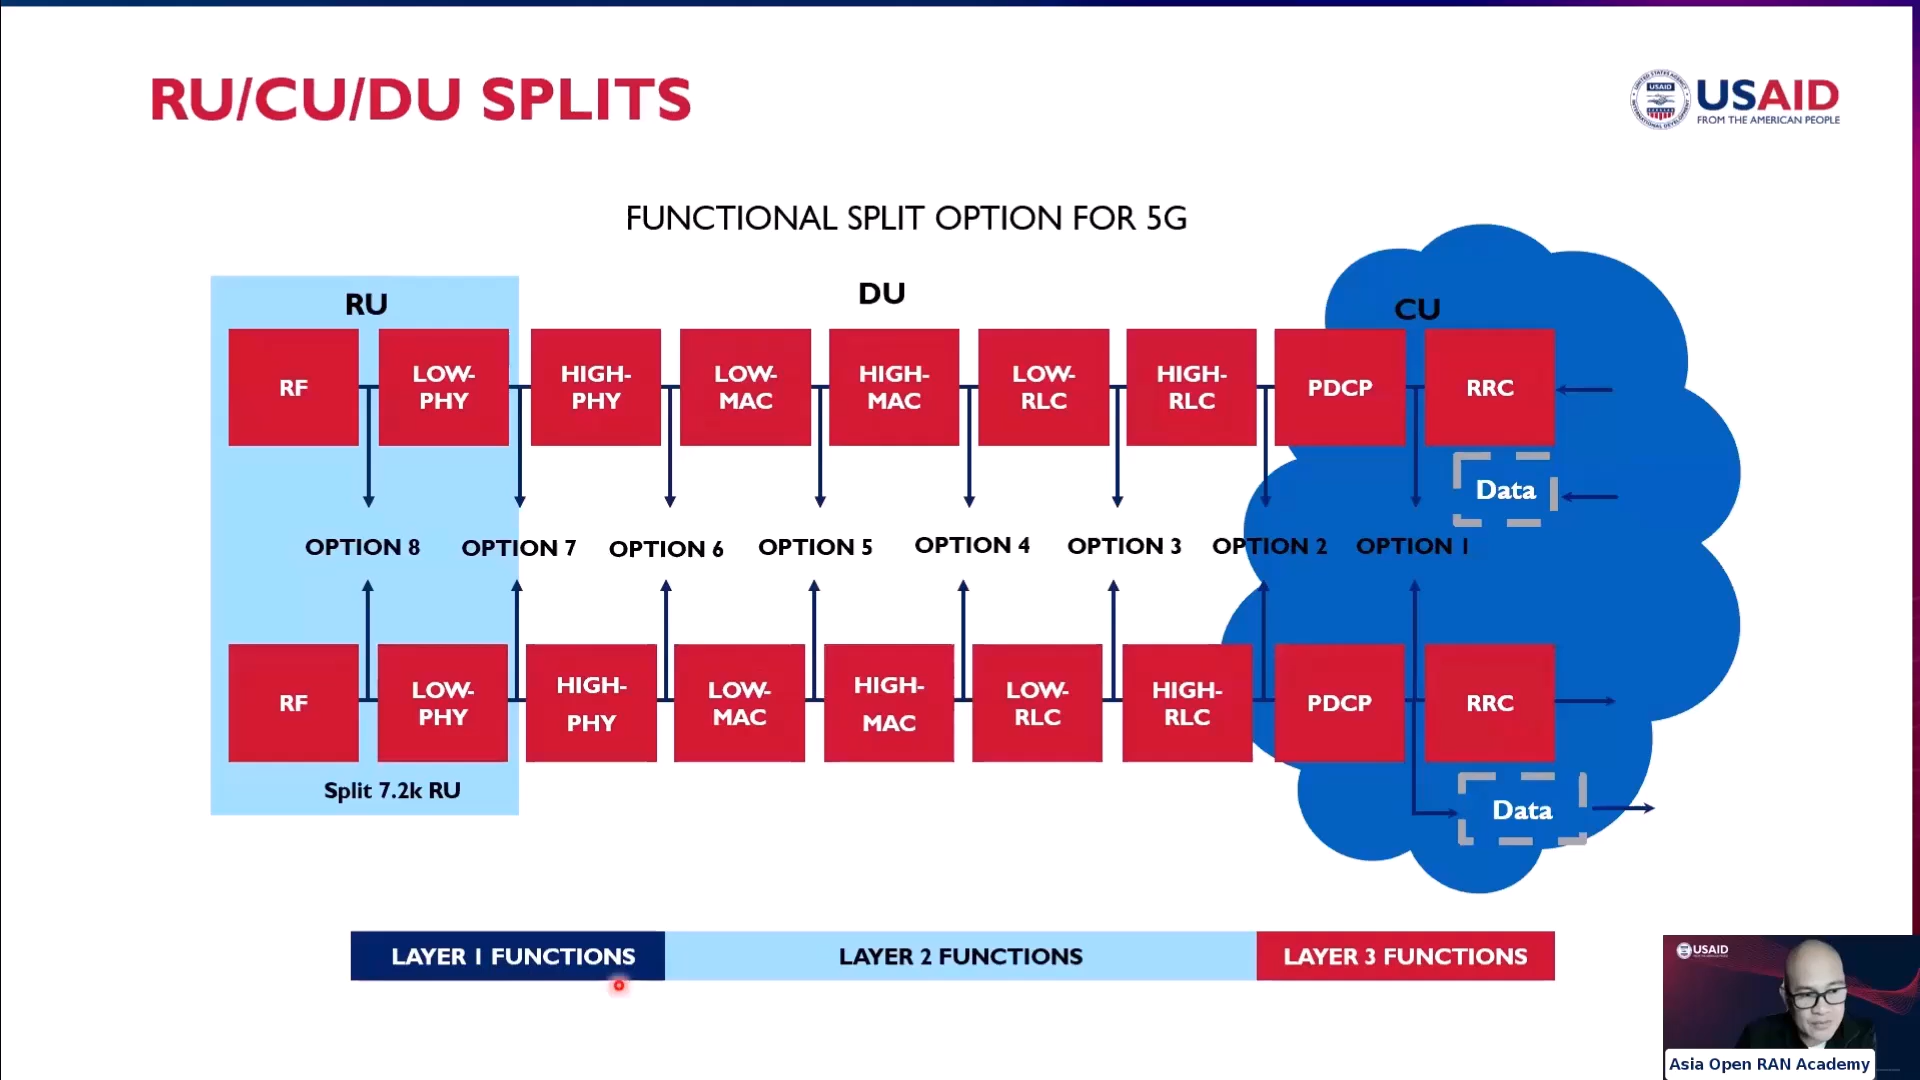 RU/CU/DU SPLITS
USAID
USAID
FROM THE AMERICAN PEOPLE
FUNCTIONAL SPLIT OPTION FOR 5G
RU
DU
CU
RF
LOW-
PHY
HIGH-
PHY
LOW-
MAC
HIGH-
MAC
LOW-
RLC
HIGH-
RLC
PDCP
RRC
Data
OPTION 8
OPTION 7
OPTION 6
OPTION 5
OPTION 4
OPTION 3
OPTION 2
OPTION 1
RF
LOW-
PHY
HIGH-
PHY
LOW-
MAC
HIGH-
MAC
LOW-
RLC
HIGH-
RLC
PDCP
RRC
Split 7.2k RU
Data
LAYER 1 FUNCTIONS
LAYER 2 FUNCTIONS
LAYER 3 FUNCTIONS
USAID
Asia Open RAN Academy